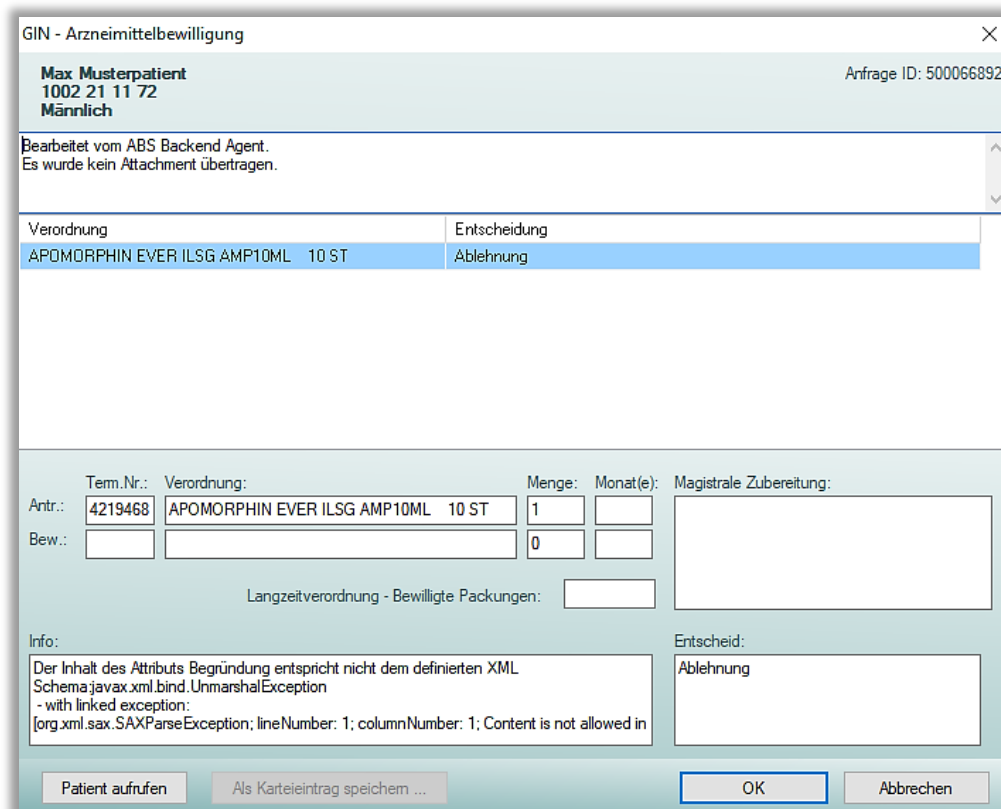 GIN - Arzneimittelbewilligung
Max Musterpatient
1002 21 11 72
Männlich
Anfrage ID: 500066892
Bearbeitet vom ABS Backend Agent.
Es wurde kein Attachment übertragen.
Verordnung Entscheidung
APOMORPHIN EVER ILSG AMP10ML 10 ST Ablehnung
Term.Nr.: Verordnung: Menge: Monat(e): Magistrale Zubereitung:
Antr.: 4219468 APOMORPHIN EVER ILSG AMP10ML 10 ST 1
Bew.: 0
Langzeitverordnung - Bewilligte Packungen:
Info: Entscheid:
Der Inhalt des Attributs Begründung entspricht nicht dem definierten XML
Schema:javax.xml.bind.UnmarshalException
- with linked exception:
[org.xml.sax.SAXParseException; lineNumber: 1; columnNumber: 1; Content is not allowed in
Ablehnung
Patient aufrufen Als Karteieintrag speichern ... OK Abbrechen